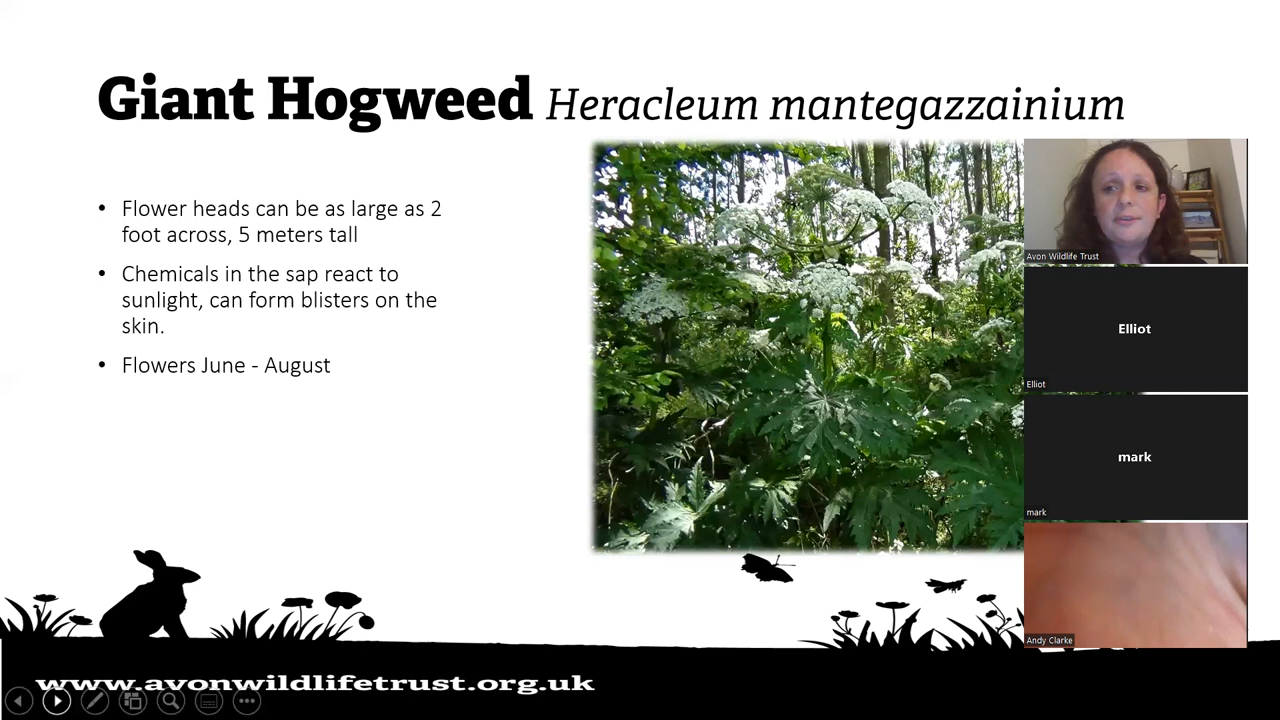 Giant Hogweed Heracleum mantegazzainium
• Flower heads can be as large as 2
foot across, 5 meters tall
• Chemicals in the sap react to
sunlight, can form blisters on the
skin.
• Flowers June - August
Avon Wildlife Trust
Elliot
Elliot
mark
mark
Andy Clarke
www.avonwildlifetrust.org.uk